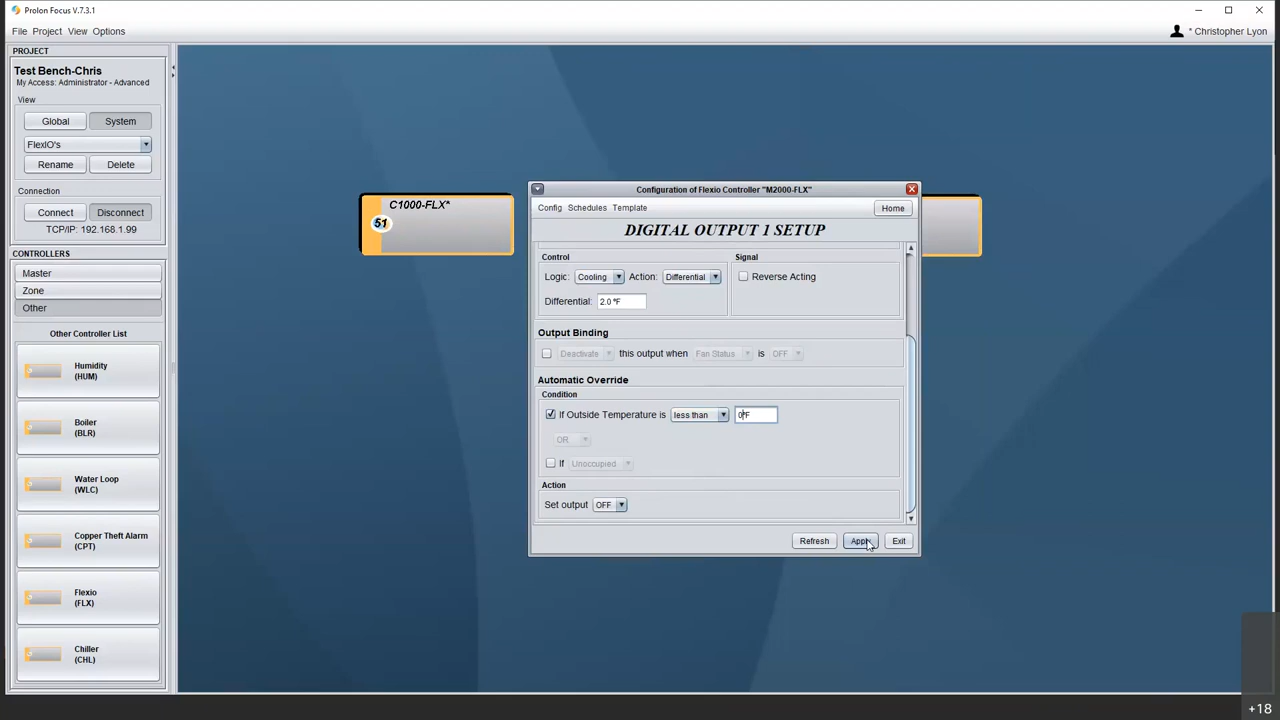 Prolon Focus V.7.3.1
File Project View Options
* Christopher Lyon
PROJECT
Test Bench-Chris
My Access: Administrator - Advanced
View
Global System
FlexIO's
Rename Delete
Connection
Connect Disconnect
TCP/IP: 192.168.1.99
CONTROLLERS
Master
Zone
Other
Other Controller List
Humidity
(HUM)
Boiler
(BLR)
Water Loop
(WLC)
Copper Theft Alarm
(CPT)
Flexio
(FLX)
Chiller
(CHL)
C1000-FLX*
51
Configuration of Flexio Controller "M2000-FLX"
Config Schedules Template Home
DIGITAL OUTPUT 1 SETUP
Control Signal
Logic: Cooling Action: Differential Reverse Acting
Differential: 2.0 °F
Output Binding
Deactivate this output when Fan Status is OFF
Automatic Override
Condition
If Outside Temperature is less than 0°F
OR
If Unoccupied
Action
Set output OFF
Refresh Apply Exit
+18